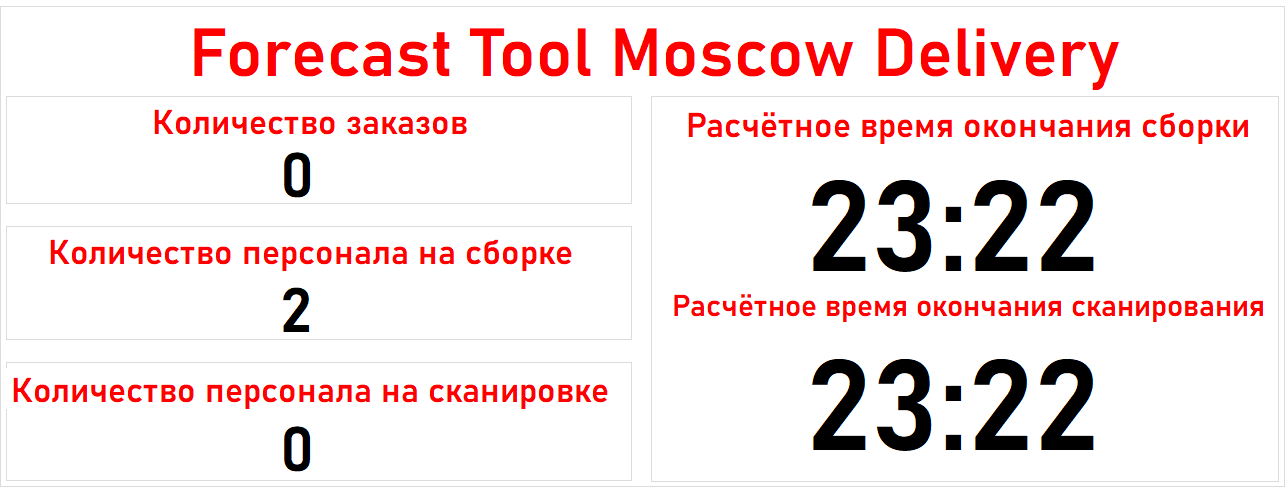 Forecast Tool Moscow Delivery
Количество заказов
0
Количество персонала на сборке
2
Количество персонала на сканировке
0
Расчётное время окончания сборки
23:22
Расчётное время окончания сканирования
23:22